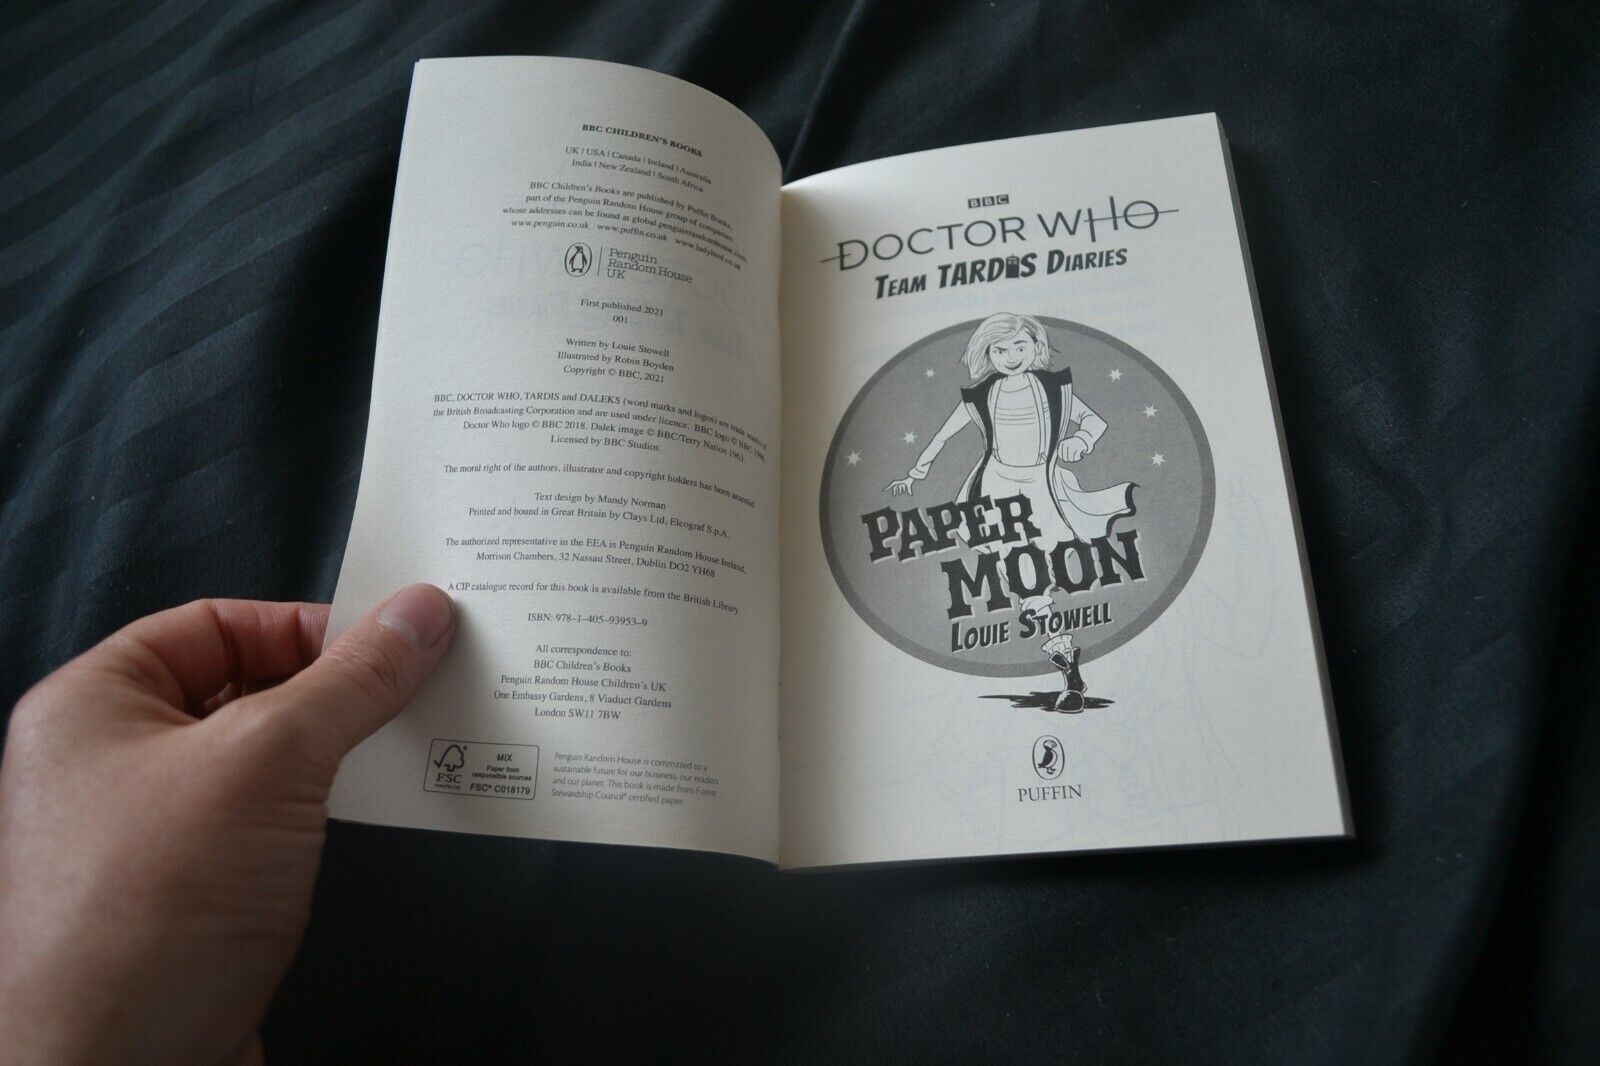 BBC CHILDREN'S BOOKS
UK | USA | Canada | Ireland | Australia
India | New Zealand | South Africa
BBC Children's Books are published by Puffin Books,
part of the Penguin Random House group of companies
whose addresses can be found at global.penguinrandomhouse.com.
www.penguin.co.uk www.puffin.co.uk www.ladybird.co.uk
Penguin
Random House
UK
First published 2021
001
Written by Louie Stowell
Illustrated by Robin Boyden
Copyright © BBC, 2021
BBC, DOCTOR WHO, TARDIS and DALEKS (word marks and logos) are trade marks of
the British Broadcasting Corporation and are used under licence. BBC logo © BBC 1996.
Doctor Who logo © BBC 2018. Dalek image © BBC/Terry Nation 1963.
Licensed by BBC Studios.
The moral right of the authors, illustrator and copyright holders has been asserted
Text design by Mandy Norman
Printed and bound in Great Britain by Clays Ltd, Elcograf S.p.A.
The authorized representative in the EEA is Penguin Random House Ireland,
Morrison Chambers, 32 Nassau Street, Dublin DO2 YH68
A CIP catalogue record for this book is available from the British Library
ISBN: 978-1-405-93953-9
All correspondence to:
BBC Children's Books
Penguin Random House Children's UK
One Embassy Gardens, 8 Viaduct Gardens
London SW11 7BW
FSC
www.fsc.org
MIX
Paper from
responsible sources
FSC® C018179
Penguin Random House is committed to a
sustainable future for our business, our readers
and our planet. This book is made from Forest
Stewardship Council® certified paper.
BBC
DOCTOR WHO
TEAM TARDIS DIARIES
PAPER
MOON
LOUIE STOWELL
PUFFIN